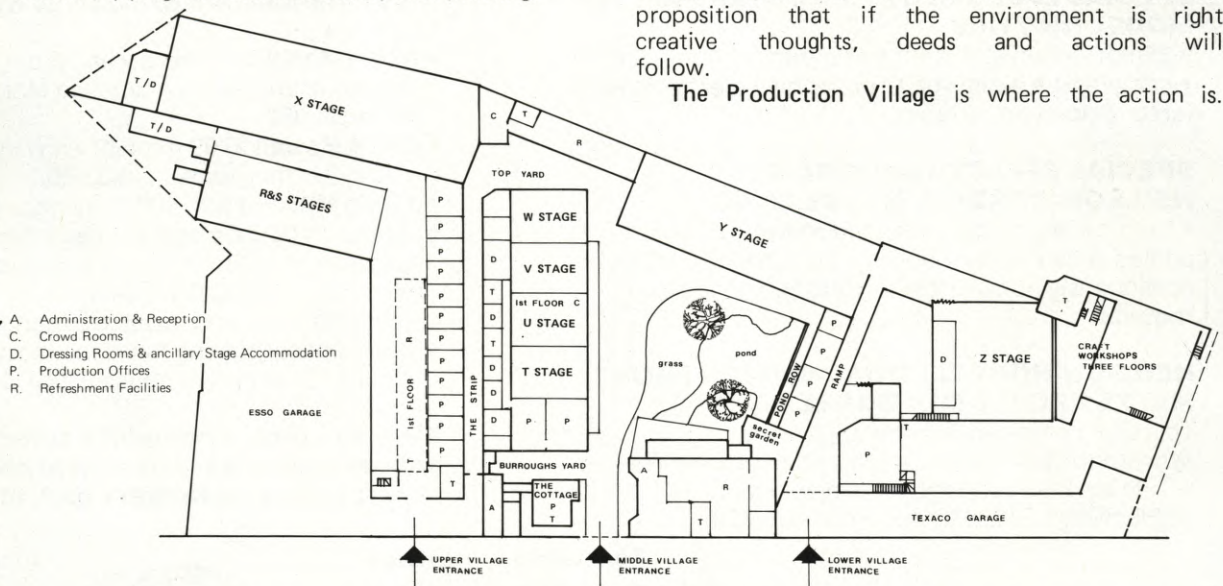 proposition that if the environment is right
creative thoughts, deeds and actions will
follow.
The Production Village is where the action is.
T/D
X STAGE
T/D
R&S STAGES
C
T
R
TOP YARD
Y STAGE
P
P
P
P
P
P
P
P
P
P
P
T
1st FLOOR
R
T
THE STRIP
D
T
D
T
D
D
W STAGE
V STAGE
1st FLOOR C
U STAGE
T STAGE
P
P
BURROUGHS YARD
THE
COTTAGE
P
T
A
grass
pond
POND ROW
P
P
P
RAMP
secret
garden
A
R
T
D
Z STAGE
T
CRAFT
WORKSHOPS
THREE FLOORS
T
P
ESSO GARAGE
TEXACO GARAGE
A. Administration & Reception
C. Crowd Rooms
D. Dressing Rooms & ancillary Stage Accommodation
P. Production Offices
R. Refreshment Facilities
UPPER VILLAGE
ENTRANCE
MIDDLE VILLAGE
ENTRANCE
LOWER VILLAGE
ENTRANCE